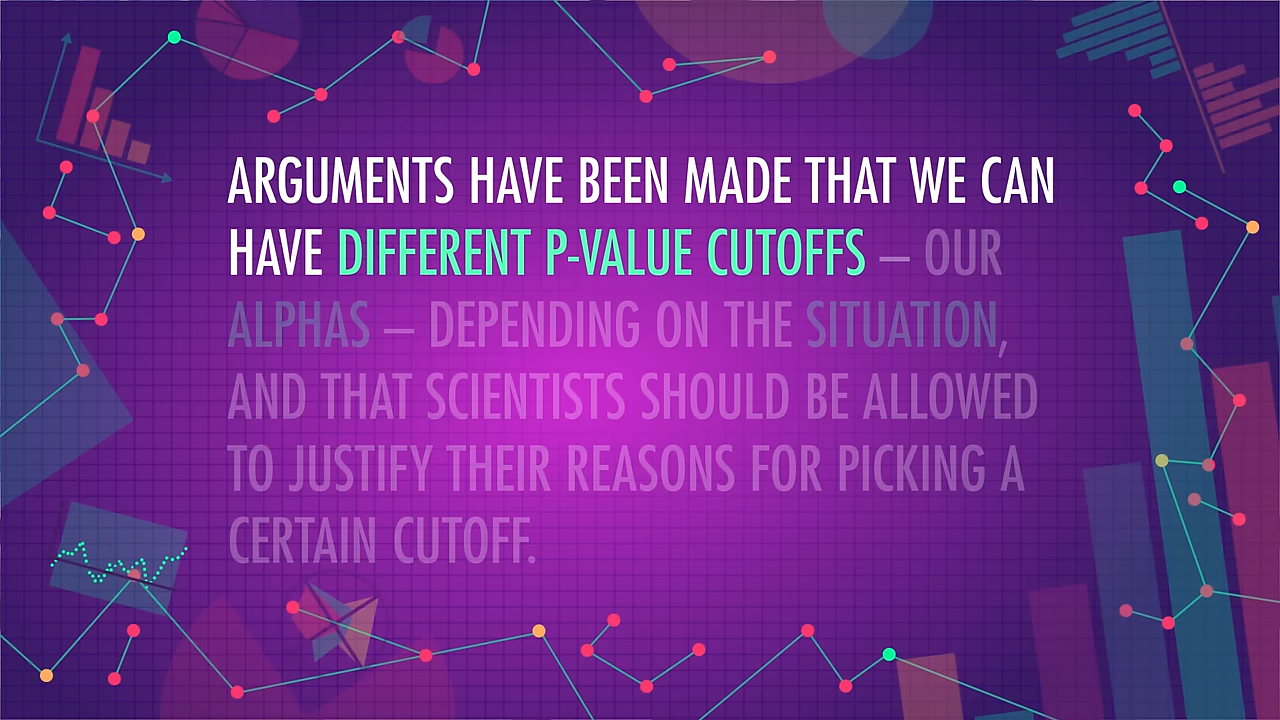 ARGUMENTS HAVE BEEN MADE THAT WE CAN
HAVE DIFFERENT P-VALUE CUTOFFS – OUR
ALPHAS – DEPENDING ON THE SITUATION,
AND THAT SCIENTISTS SHOULD BE ALLOWED
TO JUSTIFY THEIR REASONS FOR PICKING A
CERTAIN CUTOFF.